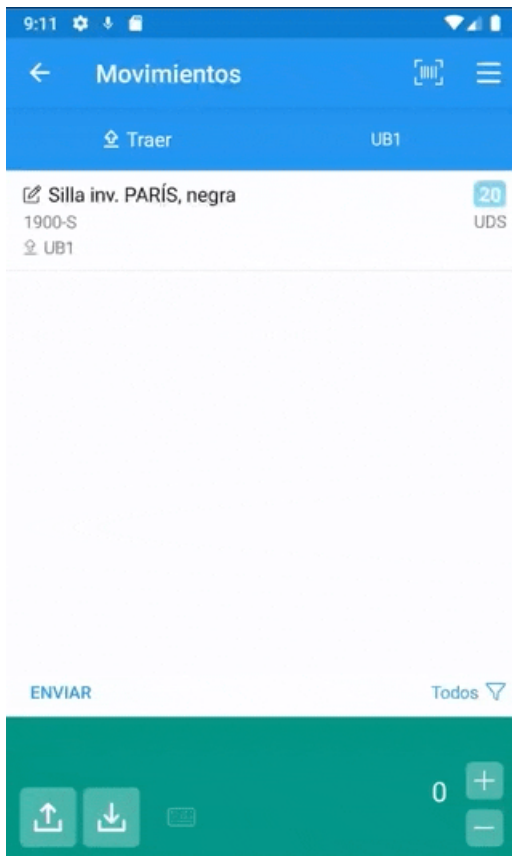 9:11
Movimientos
Traer UB1
Silla inv. PARÍS, negra 20
1900-S UDS
UB1
ENVIAR Todos
0